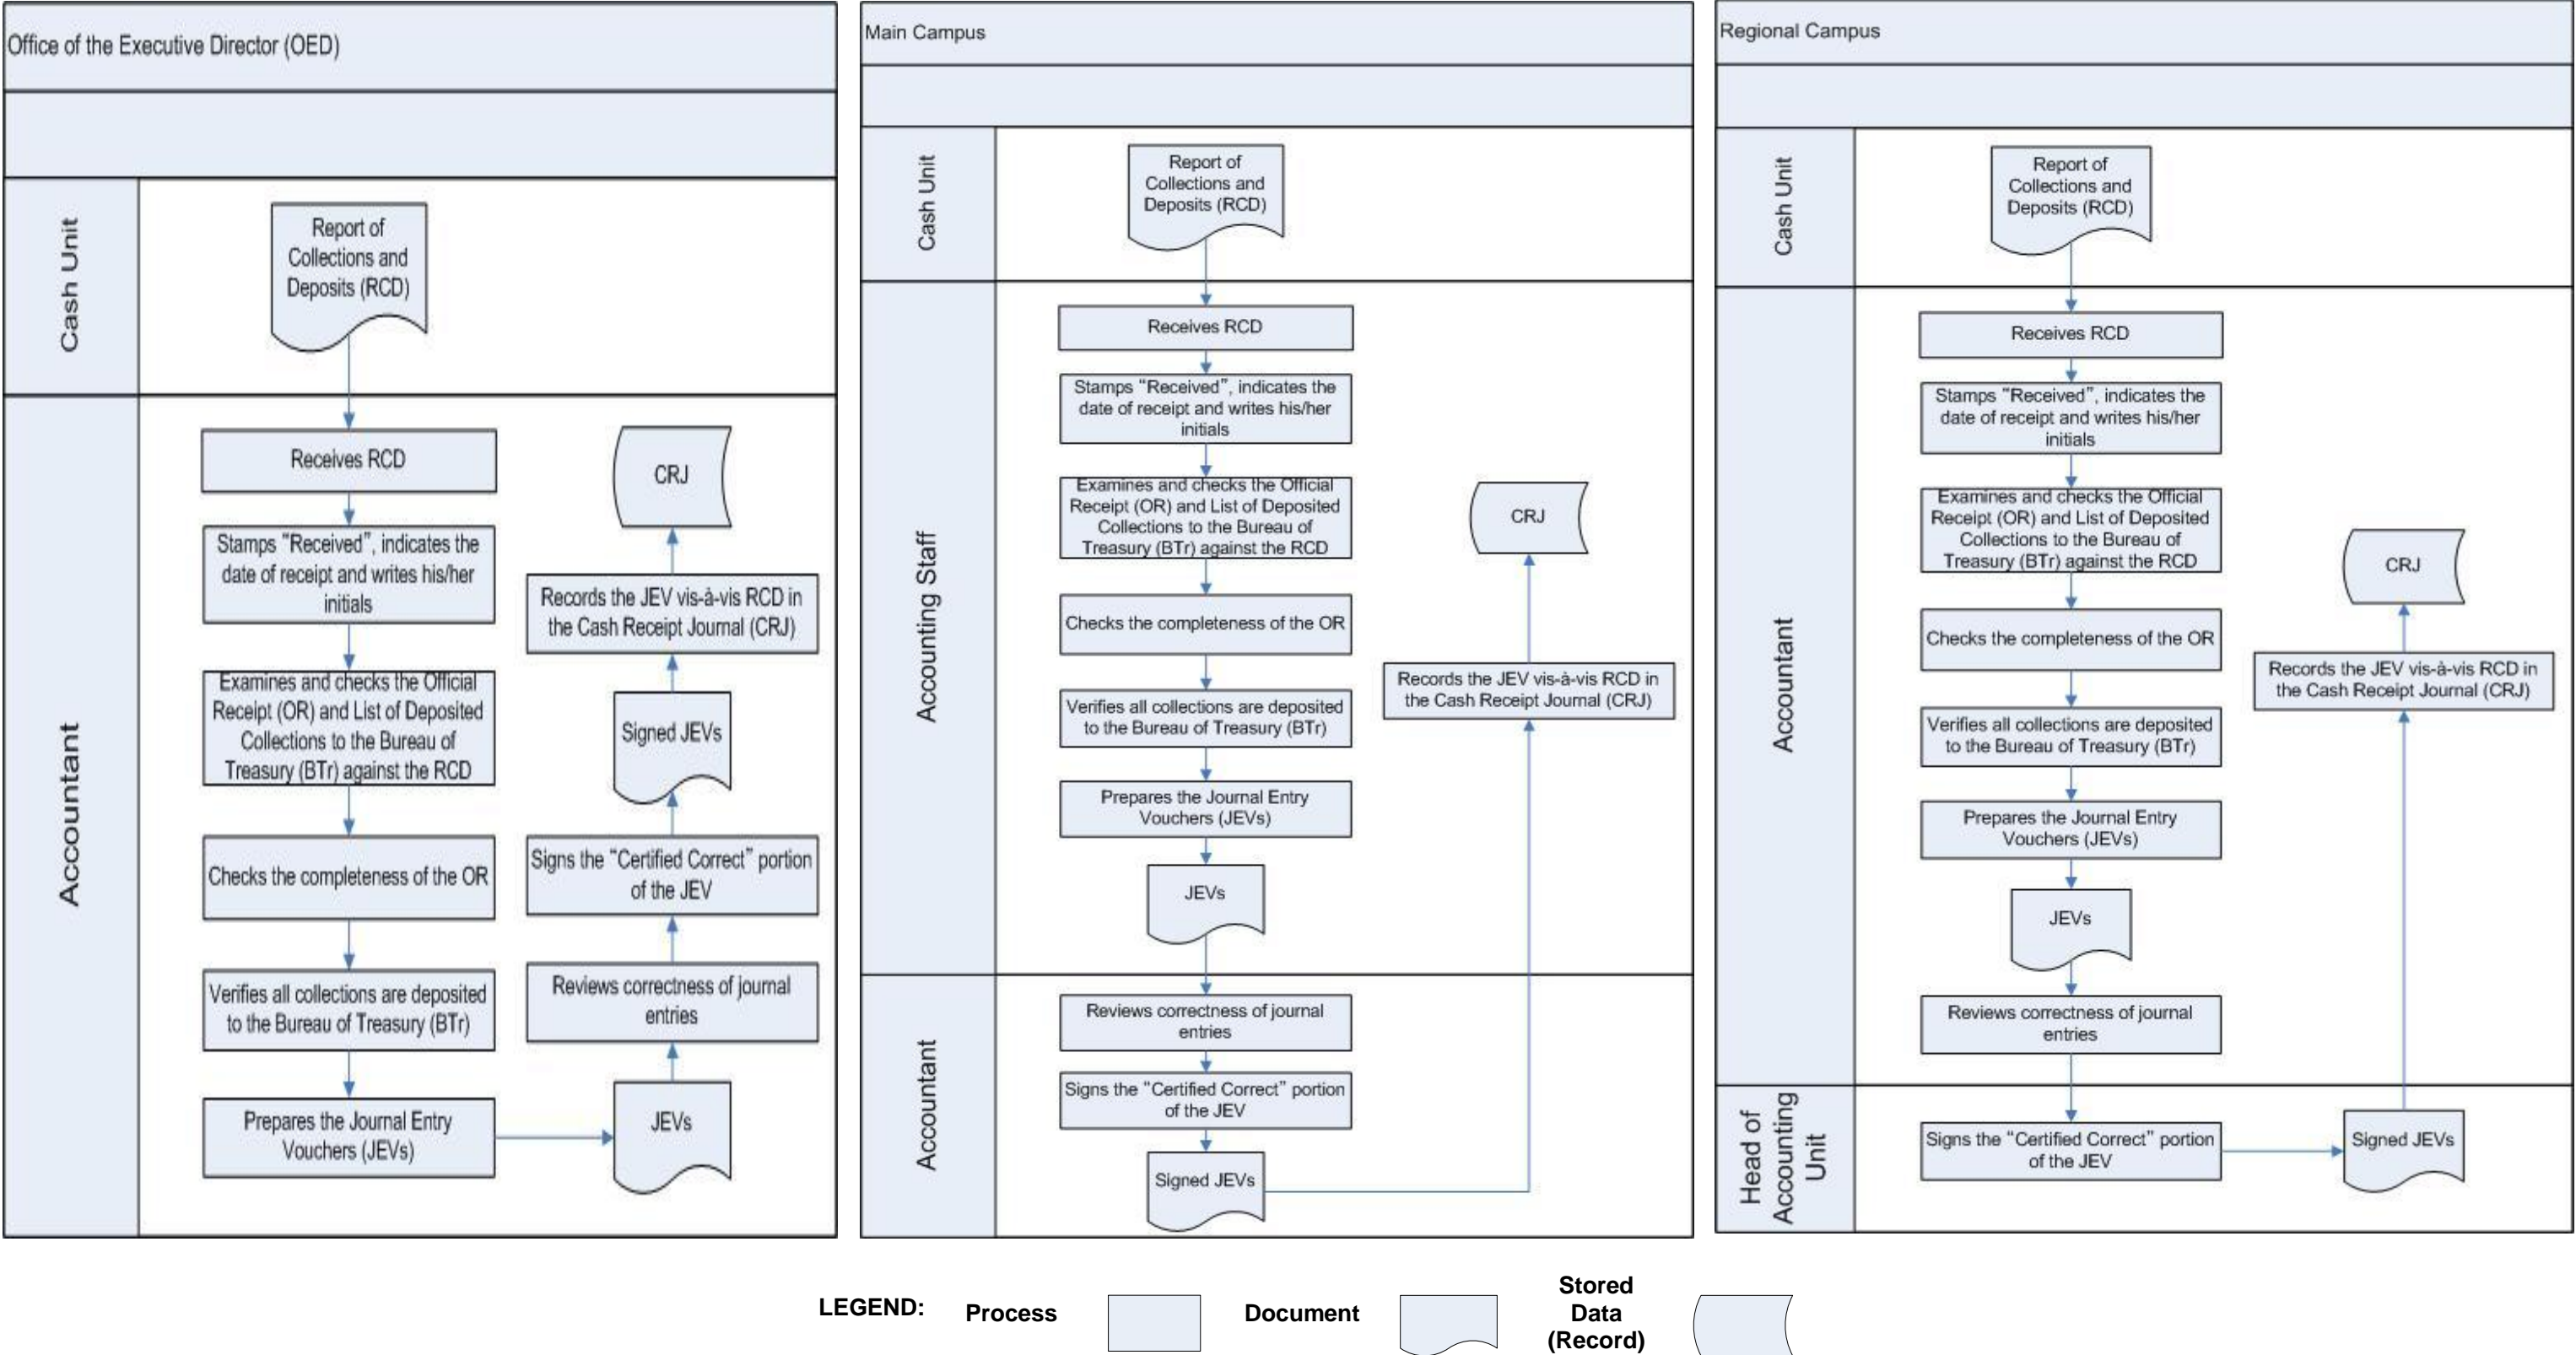 Office of the Executive Director (OED)
Cash Unit
Report of
Collections and
Deposits (RCD)
Accountant
Receives RCD
Stamps “Received”, indicates the
date of receipt and writes his/her
initials
Examines and checks the Official
Receipt (OR) and List of Deposited
Collections to the Bureau of
Treasury (BTr) against the RCD
Checks the completeness of the OR
Verifies all collections are deposited
to the Bureau of Treasury (BTr)
Prepares the Journal Entry
Vouchers (JEVs)
JEVs
Reviews correctness of journal
entries
Signs the “Certified Correct” portion
of the JEV
Signed JEVs
Records the JEV vis-à-vis RCD in
the Cash Receipt Journal (CRJ)
CRJ
Main Campus
Cash Unit
Report of
Collections and
Deposits (RCD)
Accounting Staff
Receives RCD
Stamps “Received”, indicates the
date of receipt and writes his/her
initials
Examines and checks the Official
Receipt (OR) and List of Deposited
Collections to the Bureau of
Treasury (BTr) against the RCD
Checks the completeness of the OR
Verifies all collections are deposited
to the Bureau of Treasury (BTr)
Prepares the Journal Entry
Vouchers (JEVs)
JEVs
Accountant
Reviews correctness of journal
entries
Signs the “Certified Correct” portion
of the JEV
Signed JEVs
Records the JEV vis-à-vis RCD in
the Cash Receipt Journal (CRJ)
CRJ
Regional Campus
Cash Unit
Report of
Collections and
Deposits (RCD)
Accountant
Receives RCD
Stamps “Received”, indicates the
date of receipt and writes his/her
initials
Examines and checks the Official
Receipt (OR) and List of Deposited
Collections to the Bureau of
Treasury (BTr) against the RCD
Checks the completeness of the OR
Verifies all collections are deposited
to the Bureau of Treasury (BTr)
Prepares the Journal Entry
Vouchers (JEVs)
JEVs
Reviews correctness of journal
entries
Head of
Accounting
Unit
Signs the “Certified Correct” portion
of the JEV
Signed JEVs
Records the JEV vis-à-vis RCD in
the Cash Receipt Journal (CRJ)
CRJ
LEGEND:
Process
Document
Stored
Data
(Record)